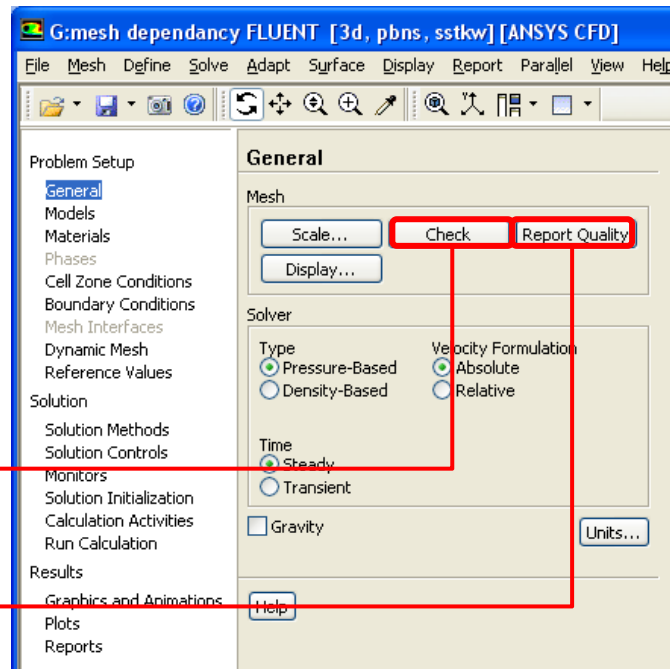 G:mesh dependancy FLUENT [3d, pbns, sstkw] [ANSYS CFD]
File Mesh Define Solve Adapt Surface Display Report Parallel View Help
Problem Setup
General
Models
Materials
Phases
Cell Zone Conditions
Boundary Conditions
Mesh Interfaces
Dynamic Mesh
Reference Values
Solution
Solution Methods
Solution Controls
Monitors
Solution Initialization
Calculation Activities
Run Calculation
Results
Graphics and Animations
Plots
Reports
General
Mesh
Scale... Check Report Quality
Display...
Solver
Type Velocity Formulation
Pressure-Based Absolute
Density-Based Relative
Time
Steady
Transient
Gravity Units...
Help